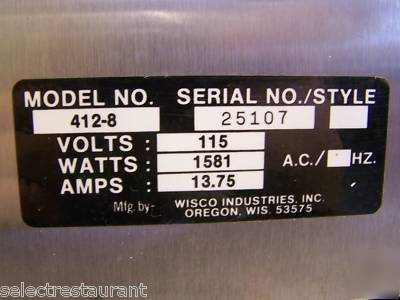 MODEL NO. SERIAL NO./STYLE
412-8 25107
VOLTS : 115
WATTS : 1581 A.C./ HZ.
AMPS : 13.75
Mfg. by- WISCO INDUSTRIES, INC.
OREGON, WIS. 53575
selectrestaurant